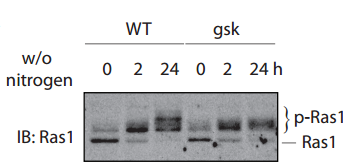 WT gsk
w/o nitrogen 0 2 24 0 2 24 h
IB: Ras1
p-Ras1
Ras1